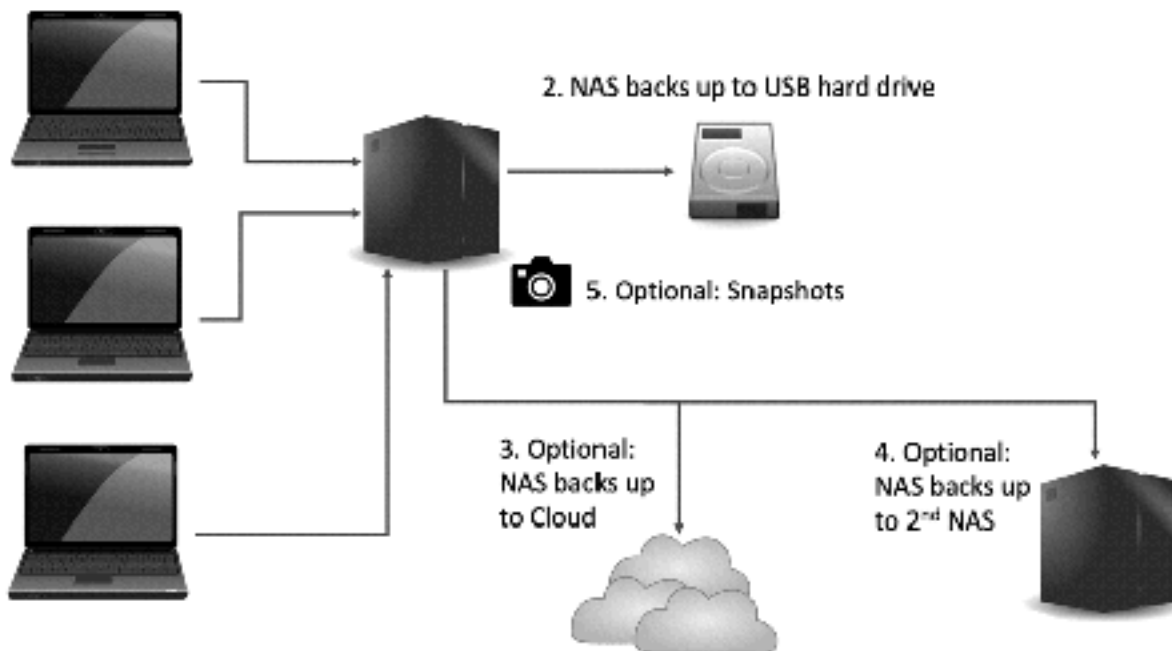 2. NAS backs up to USB hard drive
5. Optional: Snapshots
3. Optional:
NAS backs up
to Cloud
4. Optional:
NAS backs up
to 2nd NAS